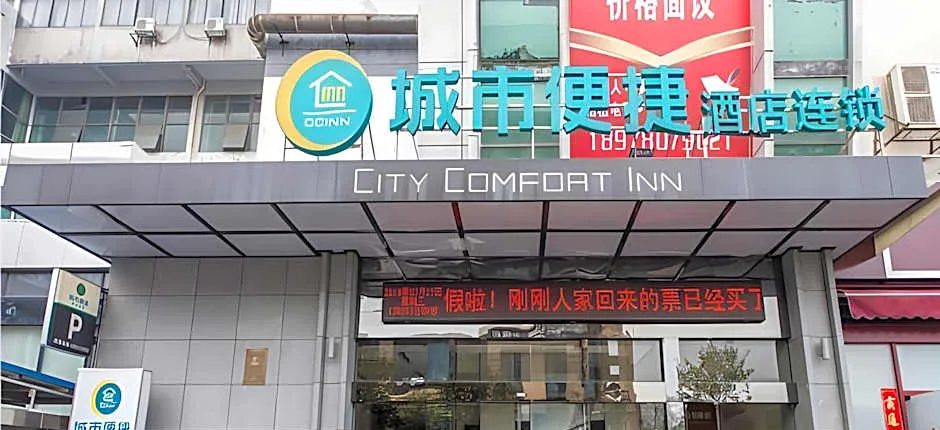 价格面议
INN
CCINN
城市便捷 酒店连锁
CITY COMFORT INN
假啦！刚刚人家回来的票已经买了
P
城市便捷